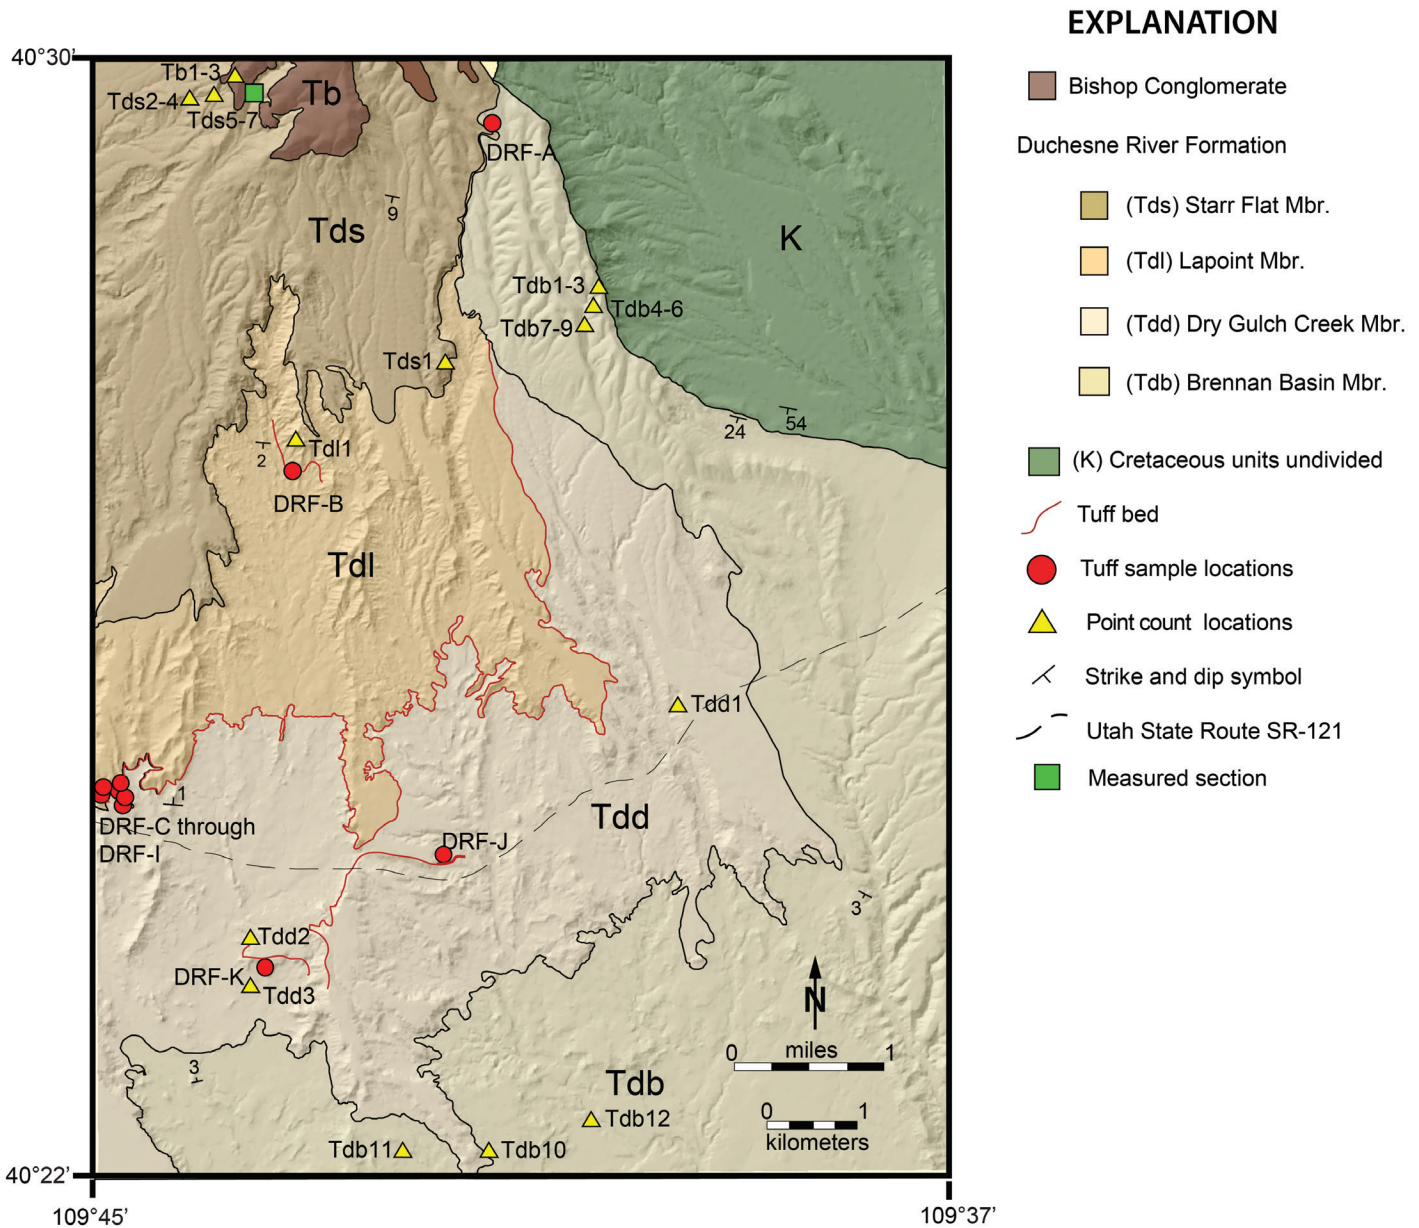 EXPLANATION
40°30'
Tb1-3
Tb
Tds2-4
Tds5-7
DRF-A
9
Tds
K
Tdb1-3
Tdb4-6
Tdb7-9
Tds1
24
54
Tdl1
2
DRF-B
Tdl
Tdd1
1
DRF-C through
DRF-I
DRF-J
Tdd
3
Tdd2
DRF-K
Tdd3
N
0 miles 1
3
Tdb
0 1
kilometers
Tdb12
Tdb11
Tdb10
40°22'
109°45'
109°37'
Bishop Conglomerate
Duchesne River Formation
(Tds) Starr Flat Mbr.
(Tdl) Lapoint Mbr.
(Tdd) Dry Gulch Creek Mbr.
(Tdb) Brennan Basin Mbr.
(K) Cretaceous units undivided
Tuff bed
Tuff sample locations
Point count locations
Strike and dip symbol
Utah State Route SR-121
Measured section